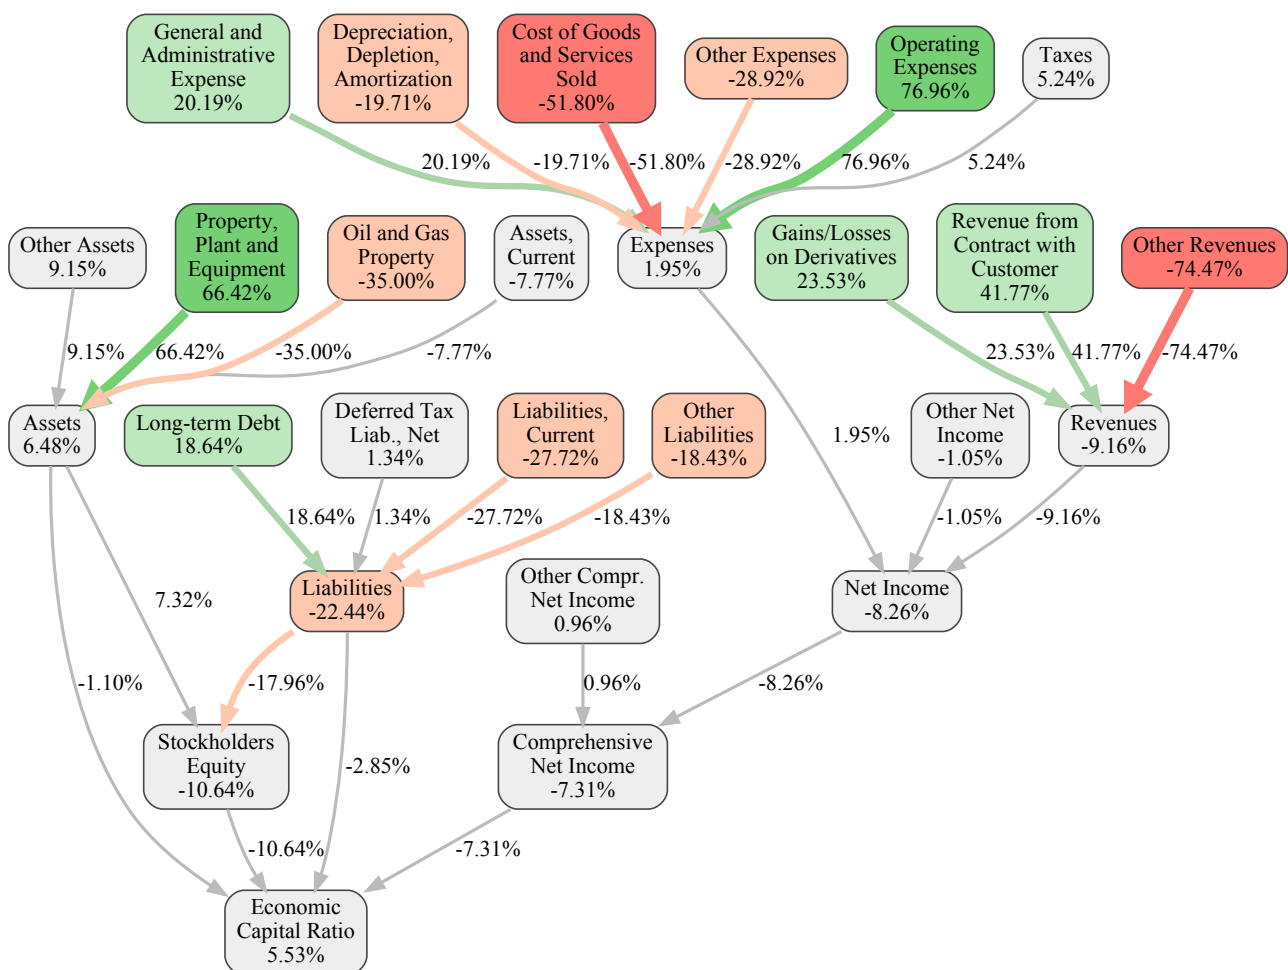 General and
Administrative
Expense
20.19%
Depreciation,
Depletion,
Amortization
-19.71%
Cost of Goods
and Services
Sold
-51.80%
Other Expenses
-28.92%
Operating
Expenses
76.96%
Taxes
5.24%
20.19%
-19.71%
-51.80%
-28.92%
76.96%
5.24%
Other Assets
9.15%
Property,
Plant and
Equipment
66.42%
Oil and Gas
Property
-35.00%
Assets,
Current
-7.77%
Expenses
1.95%
Gains/Losses
on Derivatives
23.53%
Revenue from
Contract with
Customer
41.77%
Other Revenues
-74.47%
9.15%
66.42%
-35.00%
-7.77%
23.53%
41.77%
-74.47%
Assets
6.48%
Long-term Debt
18.64%
Deferred Tax
Liab., Net
1.34%
Liabilities,
Current
-27.72%
Other
Liabilities
-18.43%
1.95%
Other Net
Income
-1.05%
Revenues
-9.16%
18.64%
1.34%
-27.72%
-18.43%
-1.05%
-9.16%
7.32%
Liabilities
-22.44%
Other Compr.
Net Income
0.96%
Net Income
-8.26%
-1.10%
-17.96%
0.96%
-8.26%
Stockholders
Equity
-10.64%
-2.85%
Comprehensive
Net Income
-7.31%
-10.64%
-7.31%
Economic
Capital Ratio
5.53%